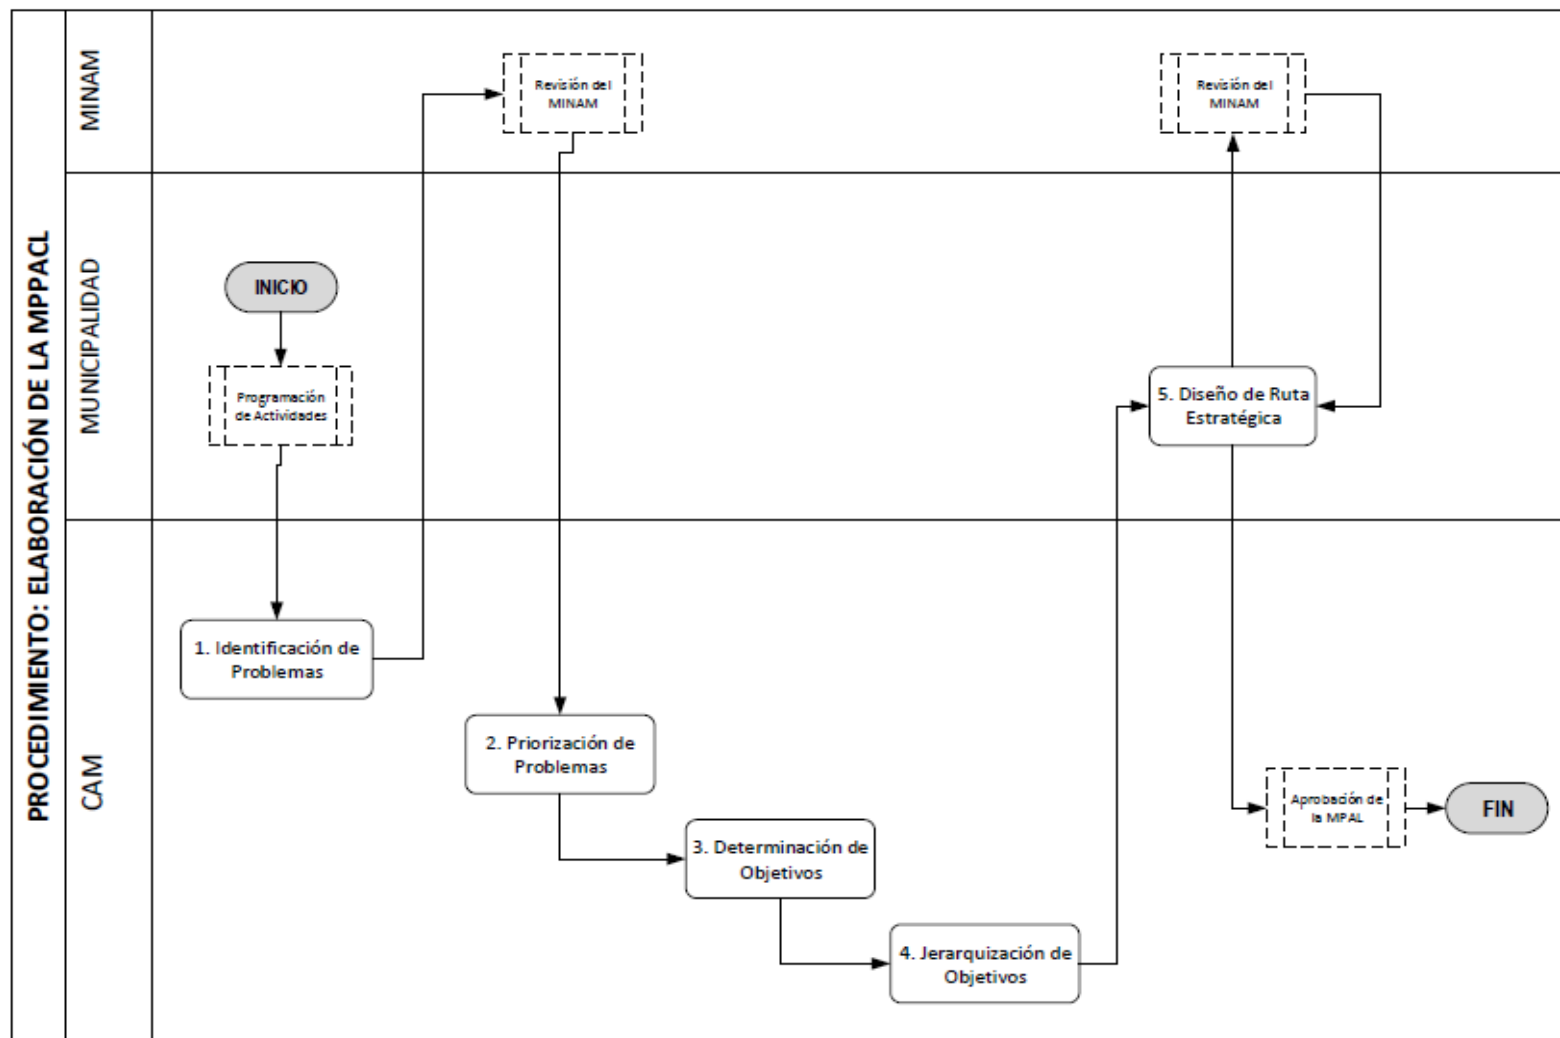 PROCEDIMIENTO: ELABORACIÓN DE LA MPPACL
MINAM
Revisión del
MINAM
Revisión del
MINAM
MUNICIPALIDAD
INICIO
Programación
de Actividades
5. Diseño de Ruta
Estratégica
CAM
1. Identificación de
Problemas
2. Priorización de
Problemas
3. Determinación de
Objetivos
4. Jerarquización de
Objetivos
Aprobación de
la MPAL
FIN